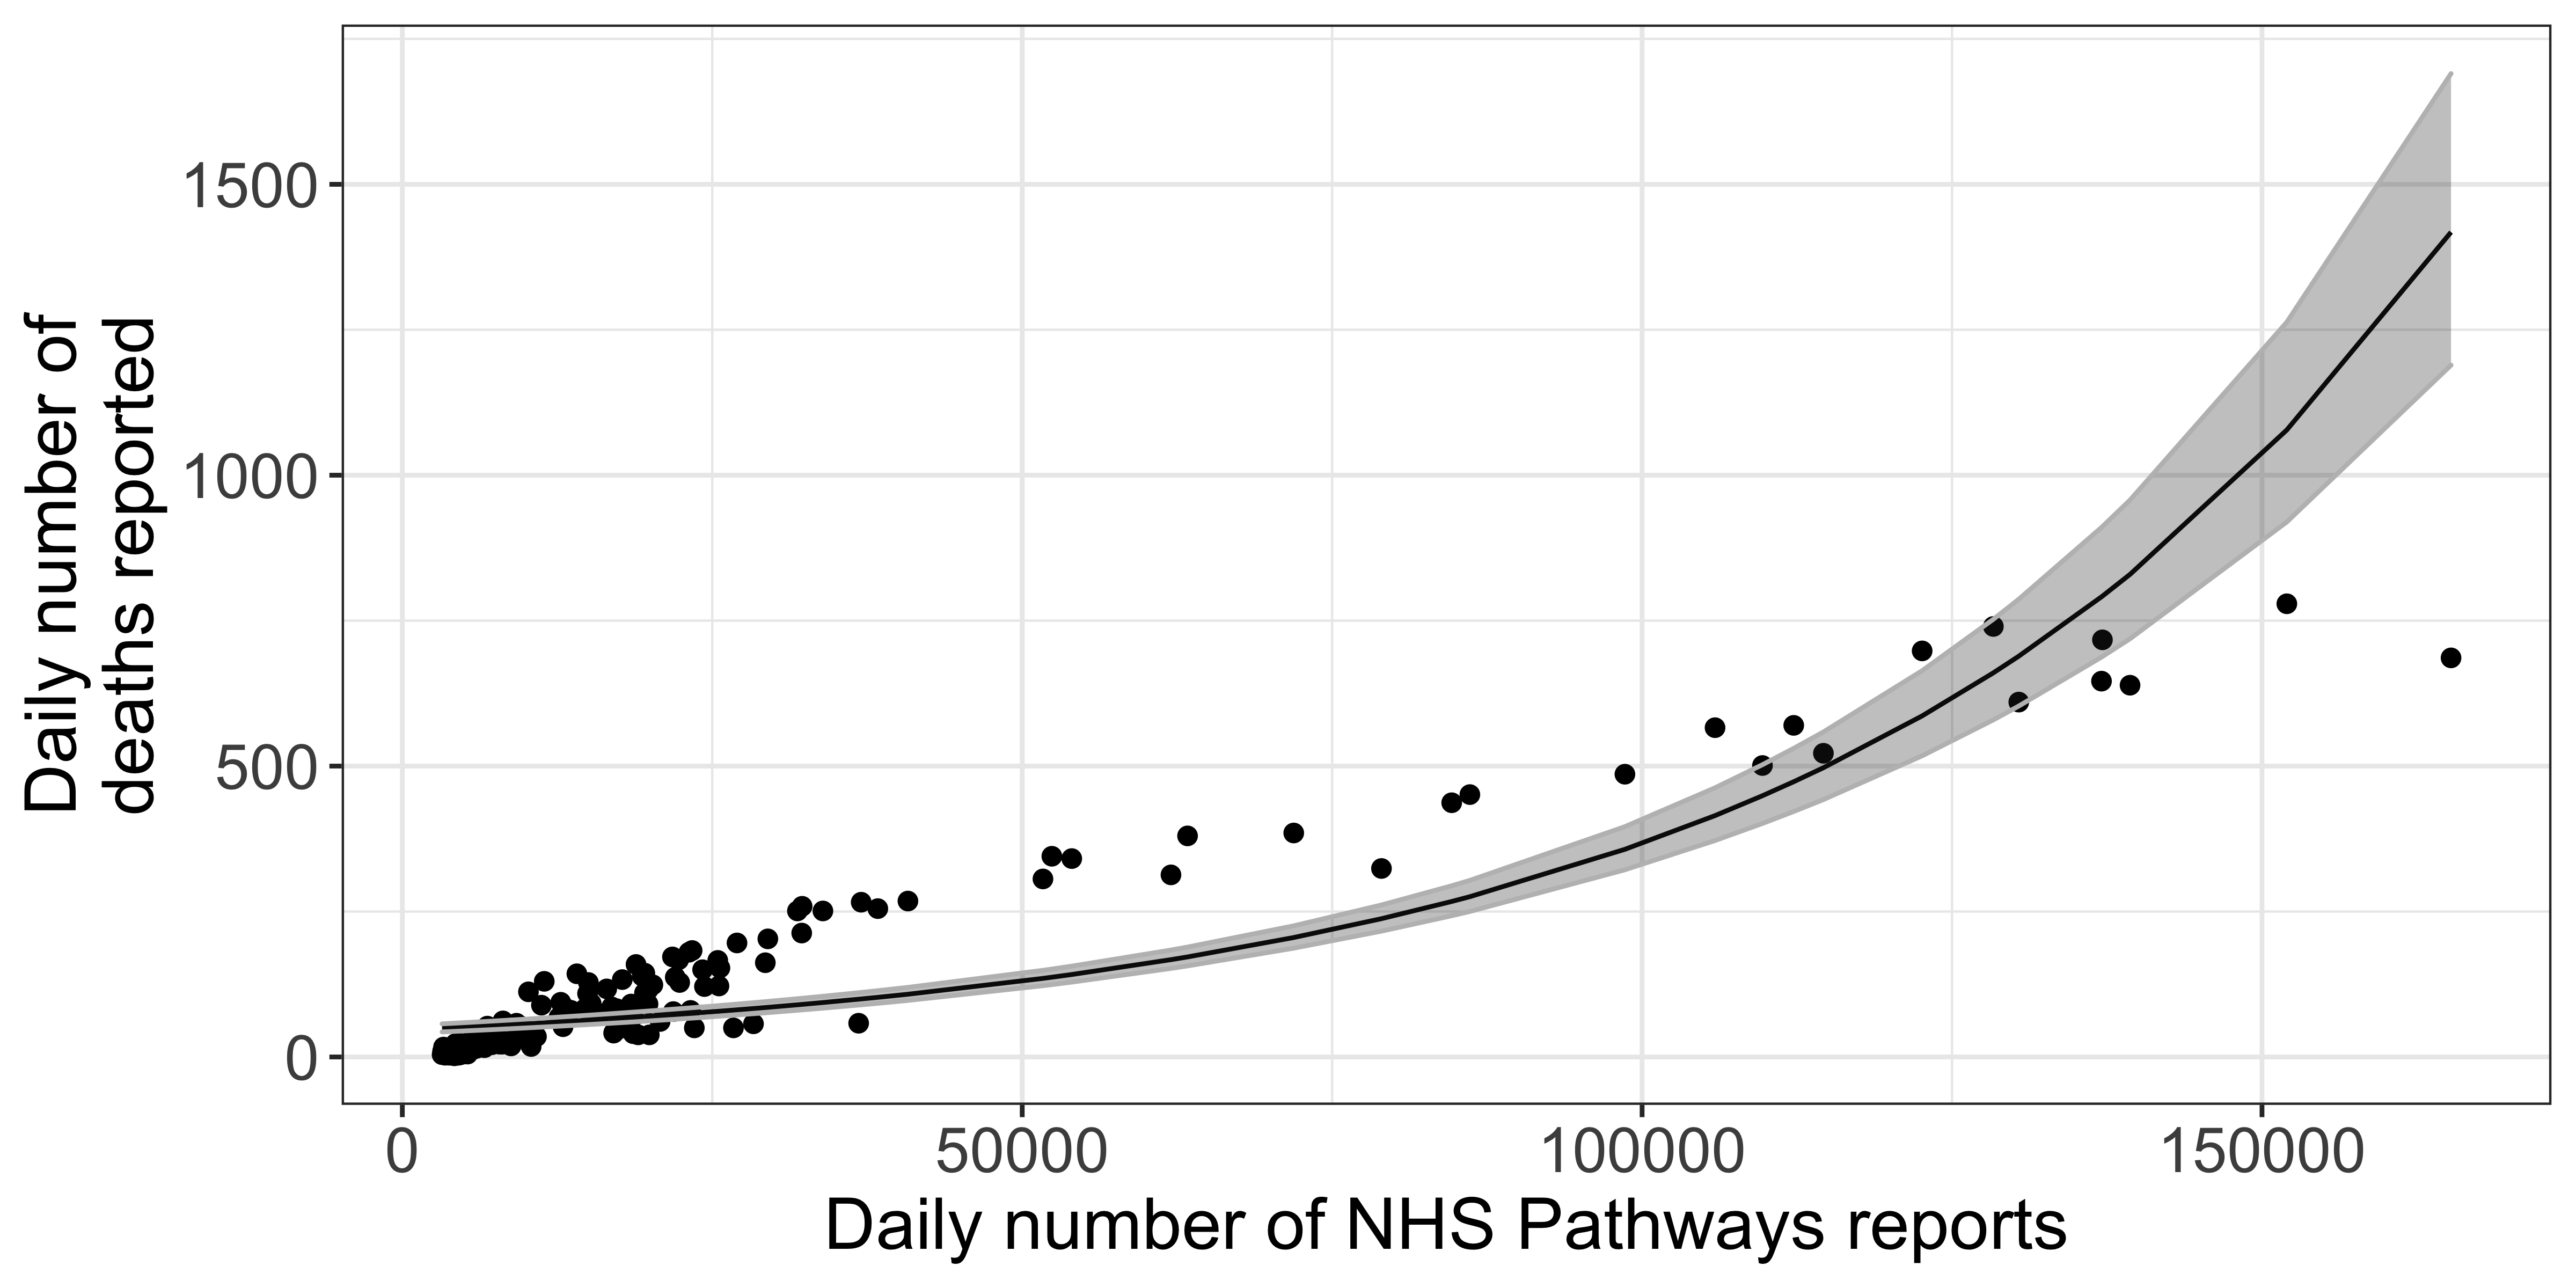 Daily number of
deaths reported
1500
1000
500
0
0 50000 100000 150000
Daily number of NHS Pathways reports